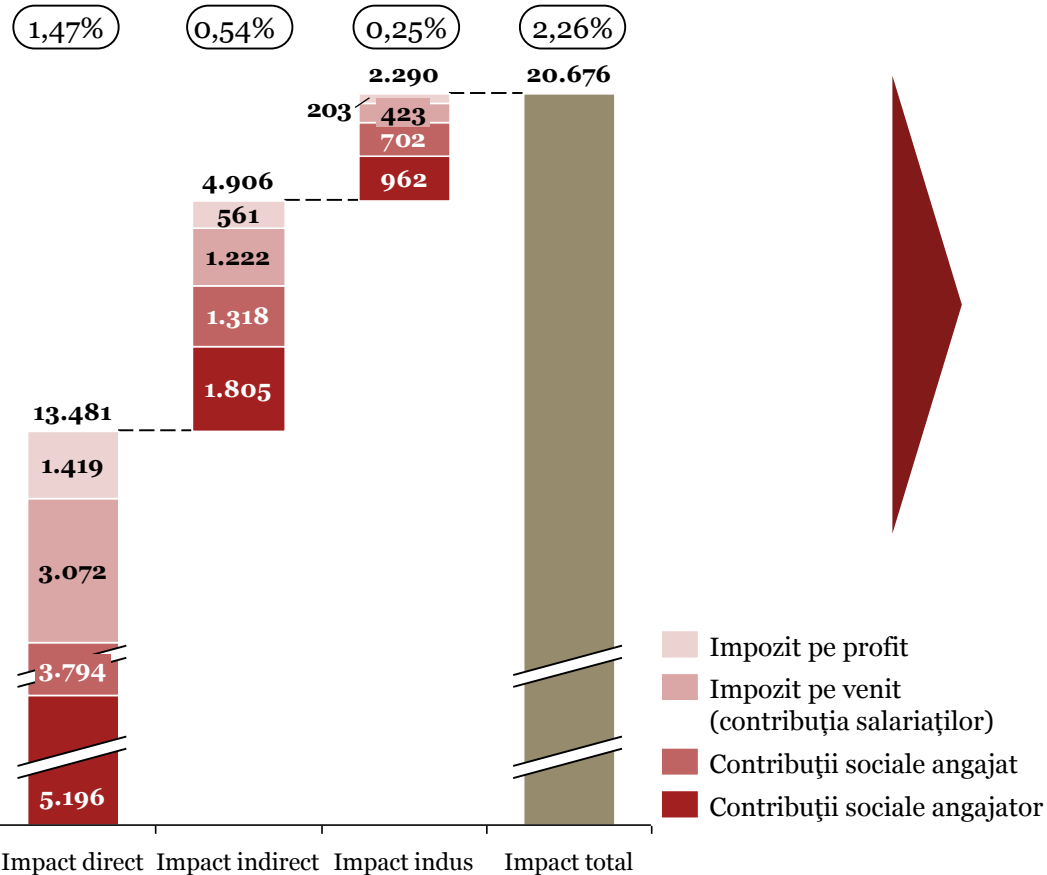 1,47% 0,54% 0,25% 2,26%
2.290 20.676
203 423
702
962
4.906
561
1.222
1.318
1.805
13.481
1.419
3.072
3.794
5.196
Impozit pe profit
Impozit pe venit
(contribuția salariaților)
Contribuţii sociale angajat
Contribuţii sociale angajator
Impact direct Impact indirect Impact indus Impact total